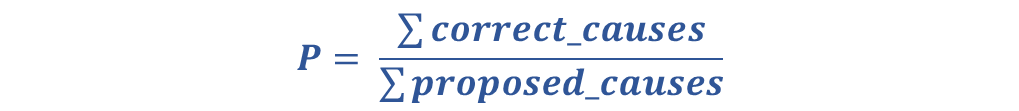 P = ∑ correct_causes
∑ proposed_causes